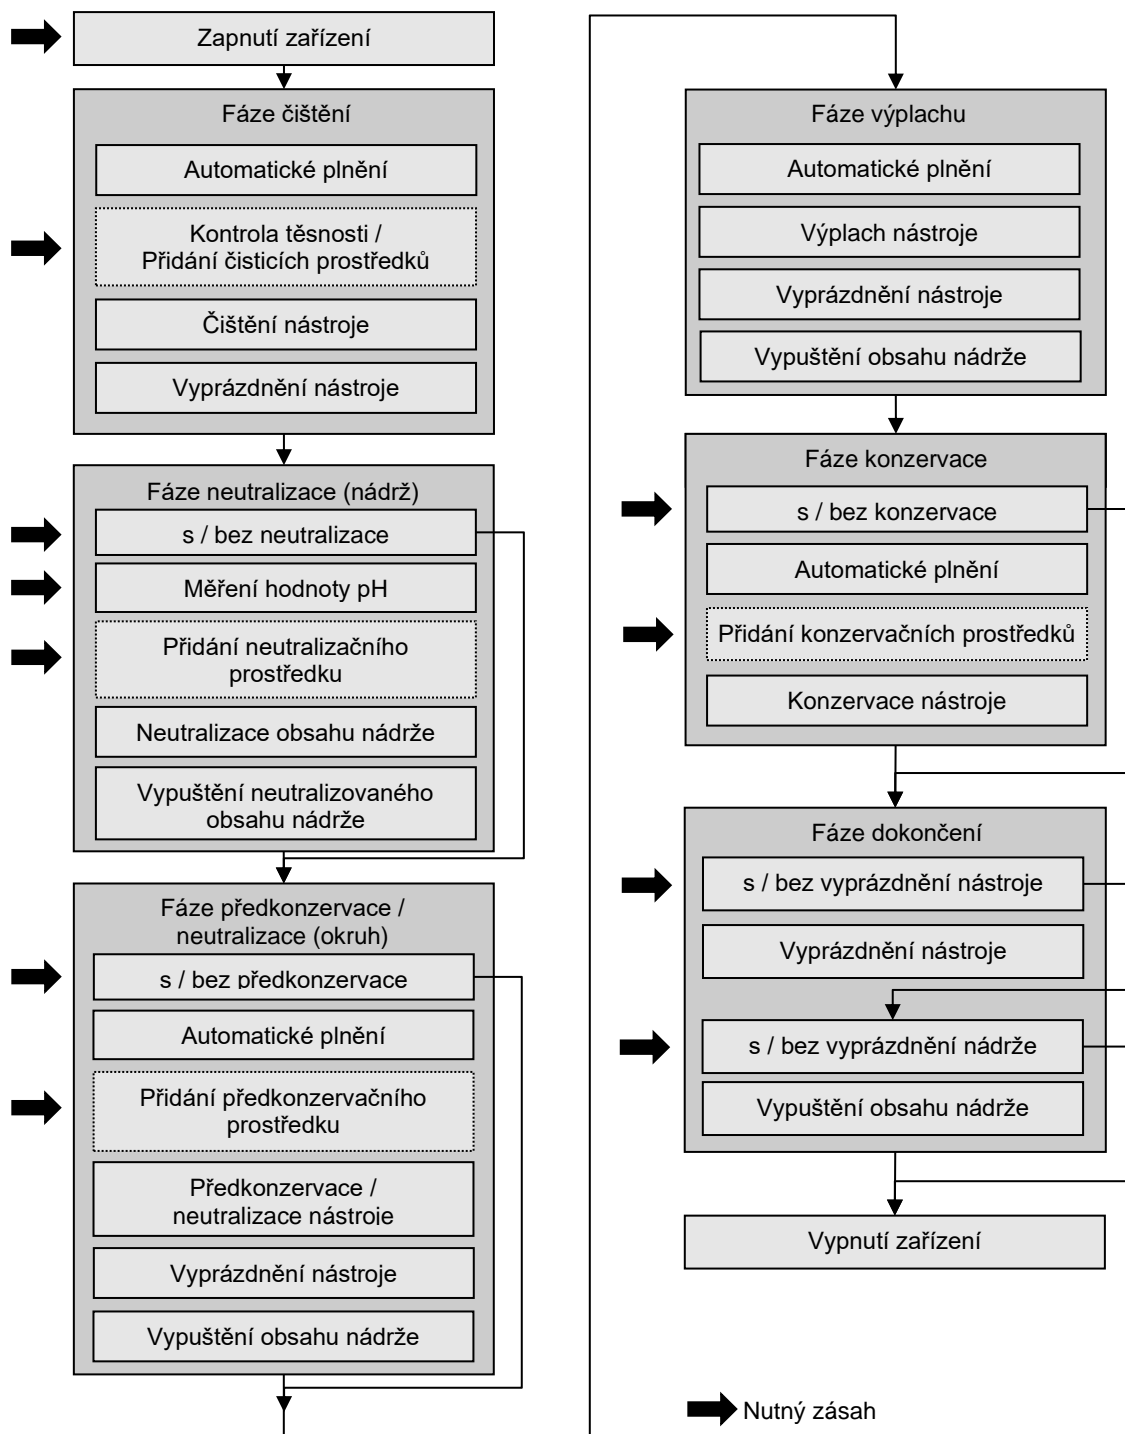 Zapnutí zařízení
Fáze čištění
Automatické plnění
Kontrola těsnosti /
Přidání čisticích prostředků
Čištění nástroje
Vyprázdnění nástroje
Fáze neutralizace (nádrž)
s / bez neutralizace
Měření hodnoty pH
Přidání neutralizačního
prostředku
Neutralizace obsahu nádrže
Vypuštění neutralizovaného
obsahu nádrže
Fáze předkonzervace /
neutralizace (okruh)
s / bez předkonzervace
Automatické plnění
Přidání předkonzervačního
prostředku
Předkonzervace /
neutralizace nástroje
Vyprázdnění nástroje
Vypuštění obsahu nádrže
Fáze výplachu
Automatické plnění
Výplach nástroje
Vyprázdnění nástroje
Vypuštění obsahu nádrže
Fáze konzervace
s / bez konzervace
Automatické plnění
Přidání konzervačních prostředků
Konzervace nástroje
Fáze dokončení
s / bez vyprázdnění nástroje
Vyprázdnění nástroje
s / bez vyprázdnění nádrže
Vypuštění obsahu nádrže
Vypnutí zařízení
Nutný zásah